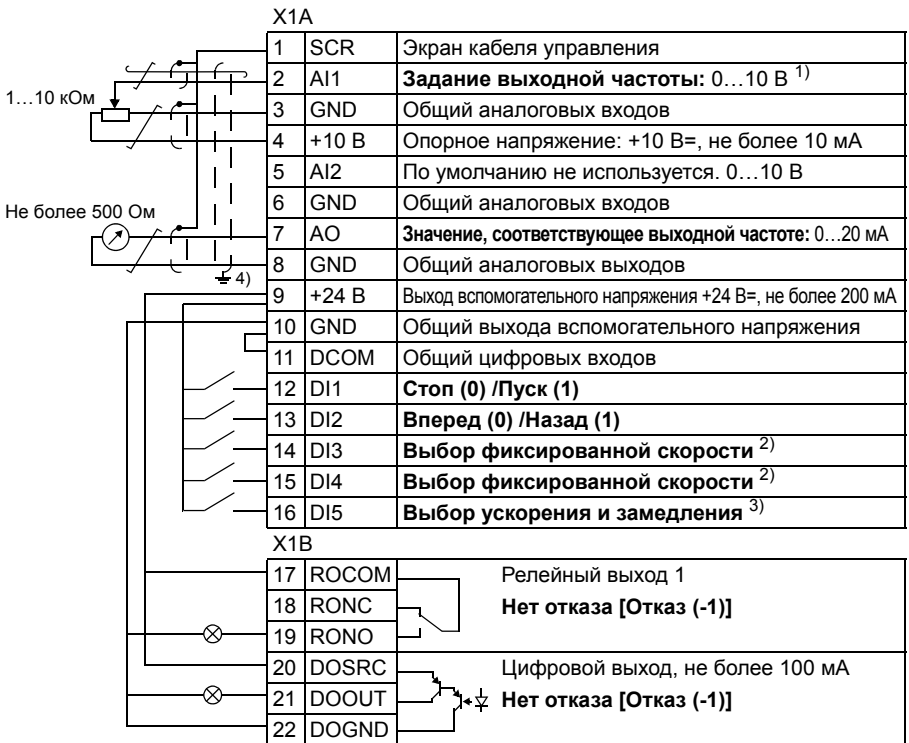 X1A
1 SCR Экран кабеля управления
2 AI1 Задание выходной частоты: 0…10 В 1)
1…10 кОм
3 GND Общий аналоговых входов
4 +10 В Опорное напряжение: +10 В=, не более 10 мА
5 AI2 По умолчанию не используется. 0…10 В
6 GND Общий аналоговых входов
Не более 500 Ом
7 AO Значение, соответствующее выходной частоте: 0…20 мА
8 GND Общий аналоговых выходов
4)
9 +24 В Выход вспомогательного напряжения +24 В=, не более 200 мА
10 GND Общий выхода вспомогательного напряжения
11 DCOM Общий цифровых входов
12 DI1 Стоп (0) /Пуск (1)
13 DI2 Вперед (0) /Назад (1)
14 DI3 Выбор фиксированной скорости 2)
15 DI4 Выбор фиксированной скорости 2)
16 DI5 Выбор ускорения и замедления 3)
X1B
17 ROCOM Релейный выход 1
18 RONC Нет отказа [Отказ (-1)]
19 RONO
20 DOSRC Цифровой выход, не более 100 мА
21 DOOUT Нет отказа [Отказ (-1)]
22 DOGND